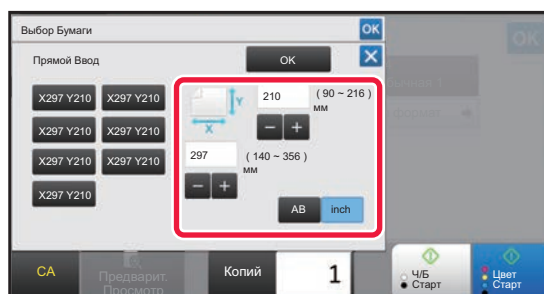 Выбор Бумаги
OK
OK
Прямой Ввод
OK
X297 Y210
X297 Y210
X297 Y210
X297 Y210
X297 Y210
X297 Y210
X297 Y210
Y
X
210
( 90 ~ 216 )
мм
297
( 140 ~ 356 )
мм
AB
inch
CA
Предварит.
Просмотр
Копий
1
Ч/Б
Старт
Цвет
Старт